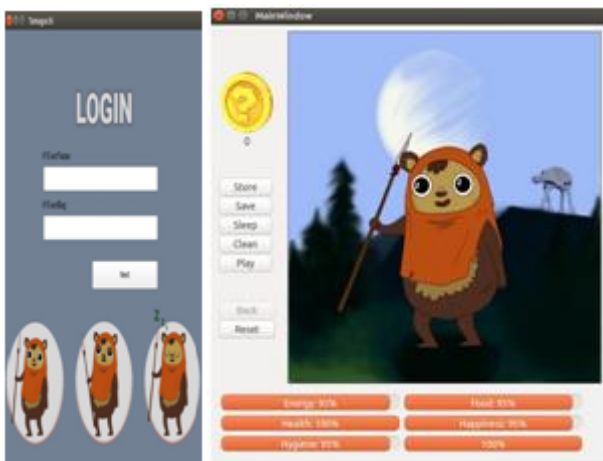 LOGIN
MainWindow
0
Store
Save
Sleep
Clean
Play
Back
Reset
Energy: 95%
Food: 95%
Health: 100%
Happiness: 95%
Hygiene: 95%
100%